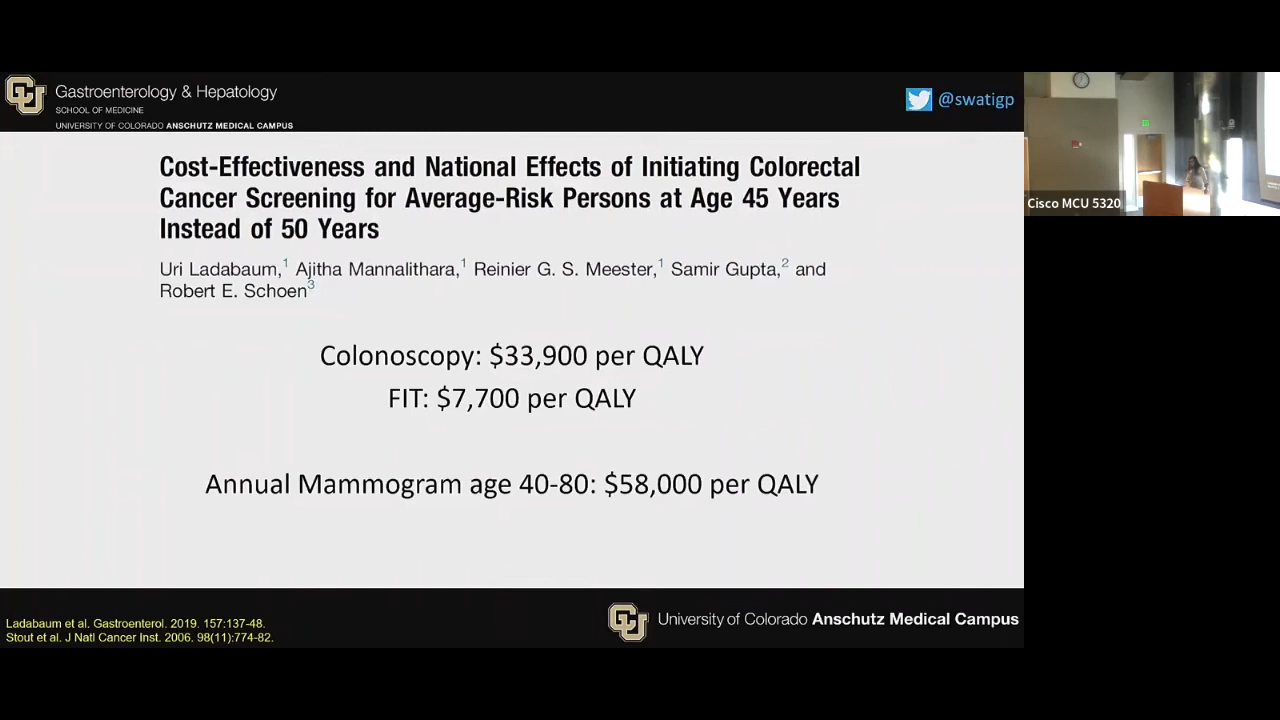 Gastroenterology & Hepatology
SCHOOL OF MEDICINE
UNIVERSITY OF COLORADO ANSCHUTZ MEDICAL CAMPUS
@swatigp
Cost-Effectiveness and National Effects of Initiating Colorectal
Cancer Screening for Average-Risk Persons at Age 45 Years
Instead of 50 Years
Uri Ladabaum,1 Ajitha Mannalithara,1 Reinier G. S. Meester,1 Samir Gupta,2 and
Robert E. Schoen3
Colonoscopy: $33,900 per QALY
FIT: $7,700 per QALY
Annual Mammogram age 40-80: $58,000 per QALY
Ladabaum et al. Gastroenterol. 2019. 157:137-48.
Stout et al. J Natl Cancer Inst. 2006. 98(11):774-82.
University of Colorado Anschutz Medical Campus
Cisco MCU 5320